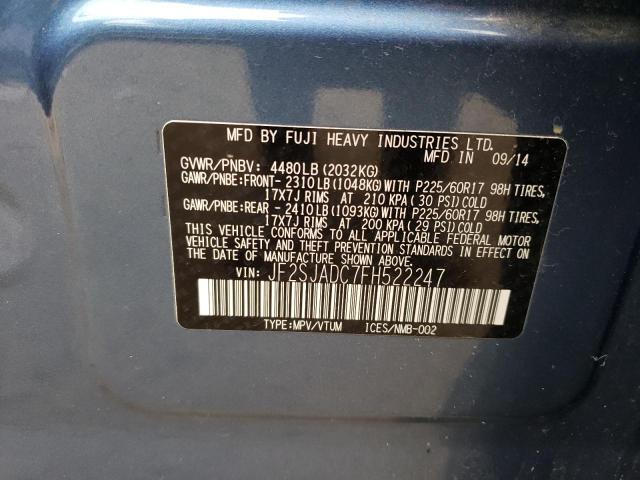 MFD BY FUJI HEAVY INDUSTRIES LTD.
MFD IN 09/14
GVWR/PNBV: 4480LB(2032KG)
GAWR/PNBE:FRONT- 2310LB(1048KG)WITH P225/60R17 98H TIRES,
17X7J RIMS AT 210 KPA(30 PSI)COLD
GAWR/PNBE:REAR - 2410LB(1093KG)WITH P225/60R17 98H TIRES,
17X7J RIMS AT 200 KPA(29 PSI)COLD
THIS VEHICLE CONFORMS TO ALL APPLICABLE FEDERAL MOTOR
VEHICLE SAFETY AND THEFT PREVENTION STANDARDS IN EFFECT
ON THE DATE OF MANUFACTURE SHOWN ABOVE.
VIN: JF2SJADC7FH522247
TYPE:MPV/VTUM ICES/NMB-002